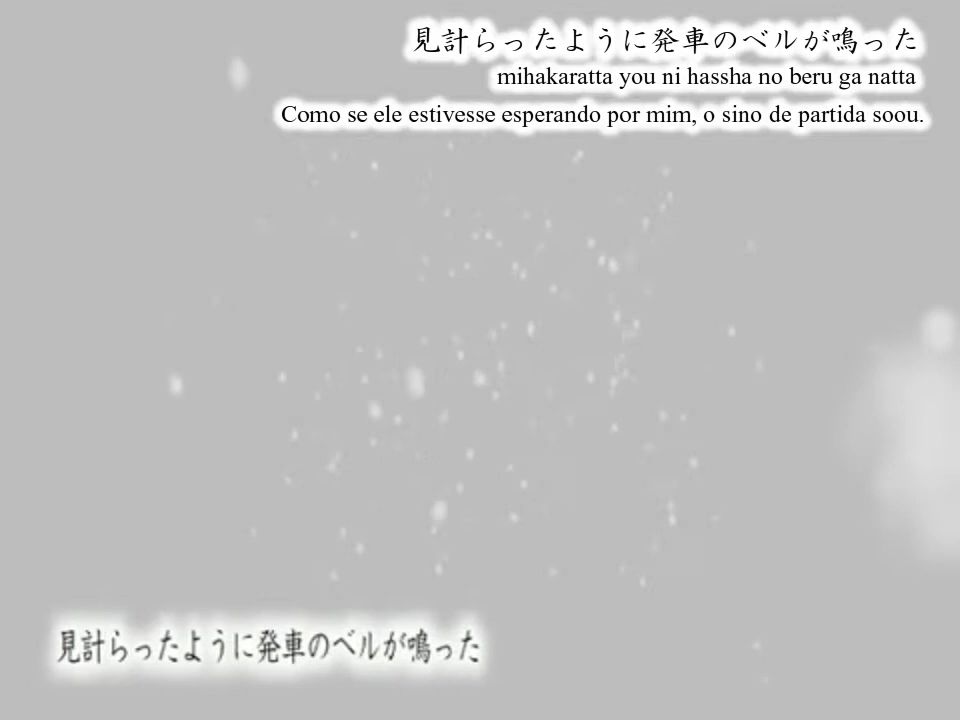 見計らったように発車のベルが鳴った
mihakaratta you ni hassha no beru ga natta
Como se ele estivesse esperando por mim, o sino de partida soou.
見計らったように発車のベルが鳴った